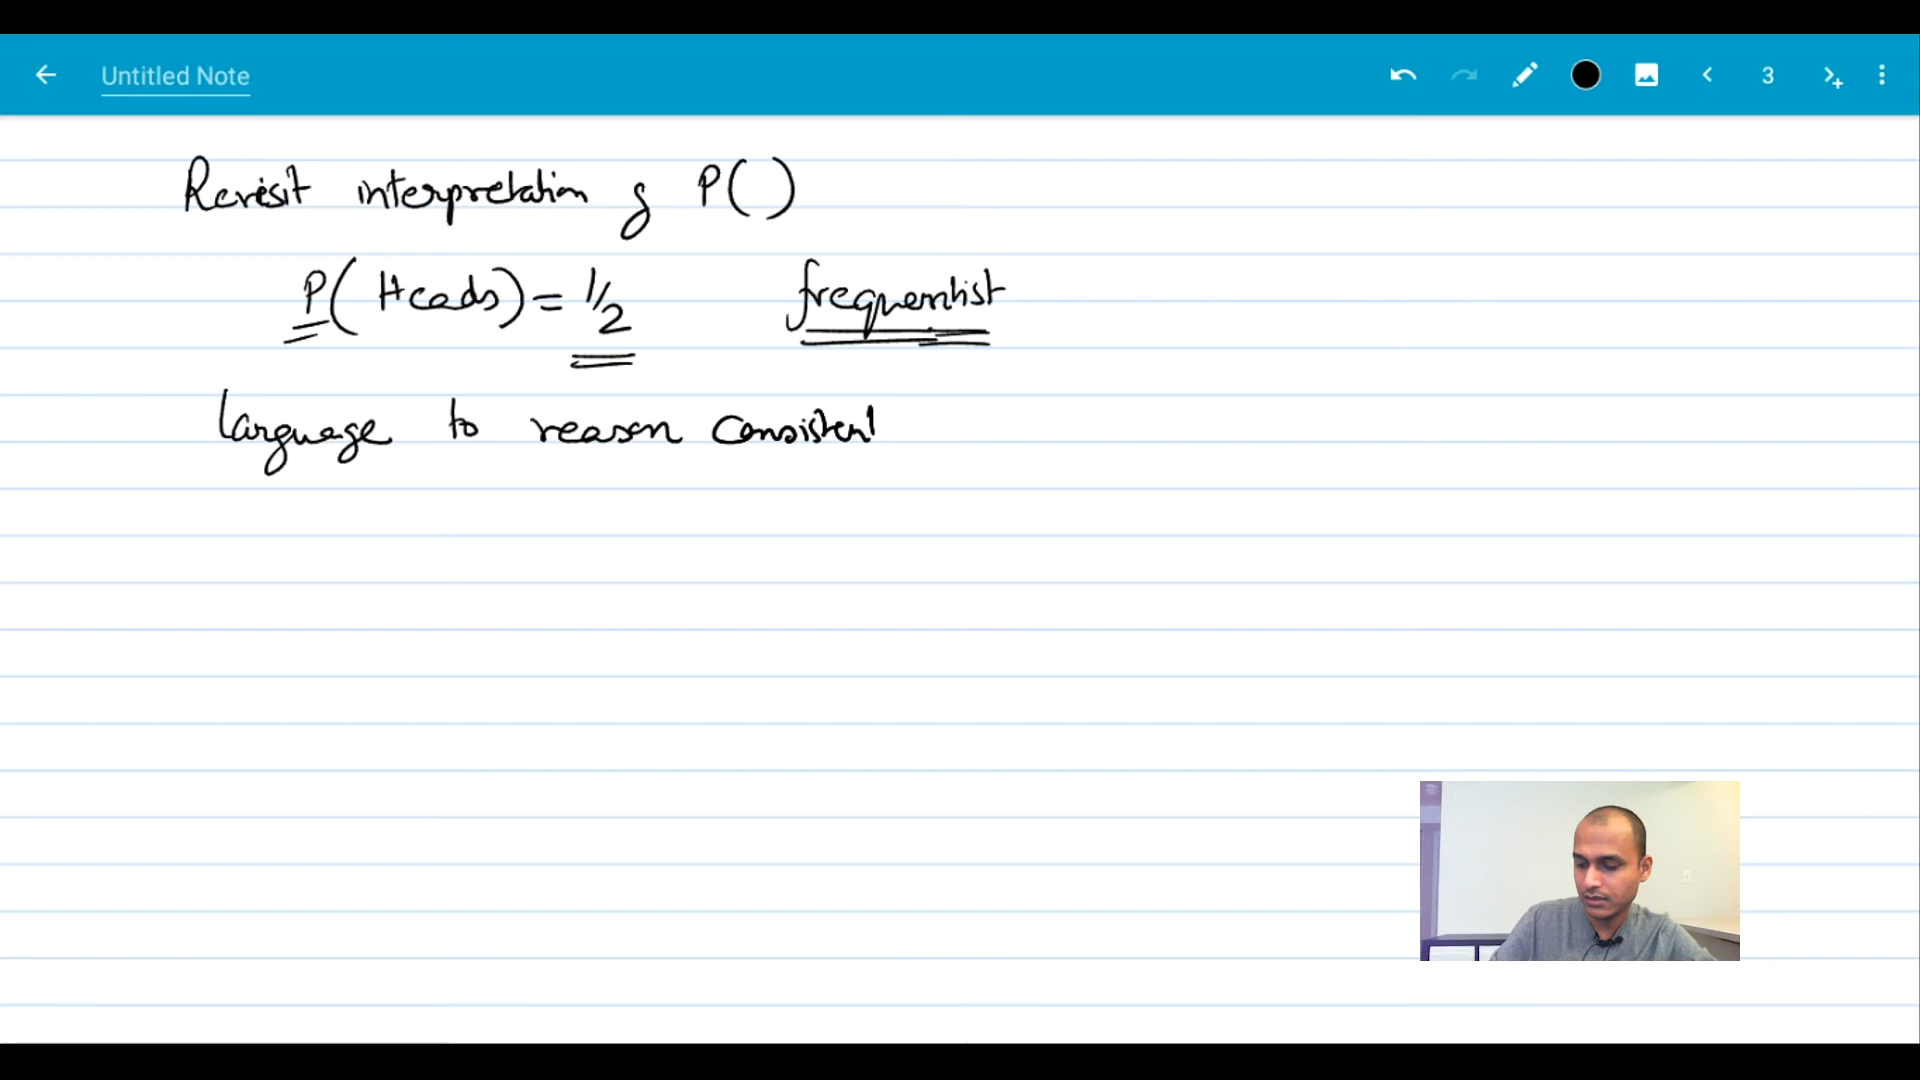 Untitled Note
3
Revisit interpretation of P( )
P(Heads) = 1/2 frequentist
language to reason consistent